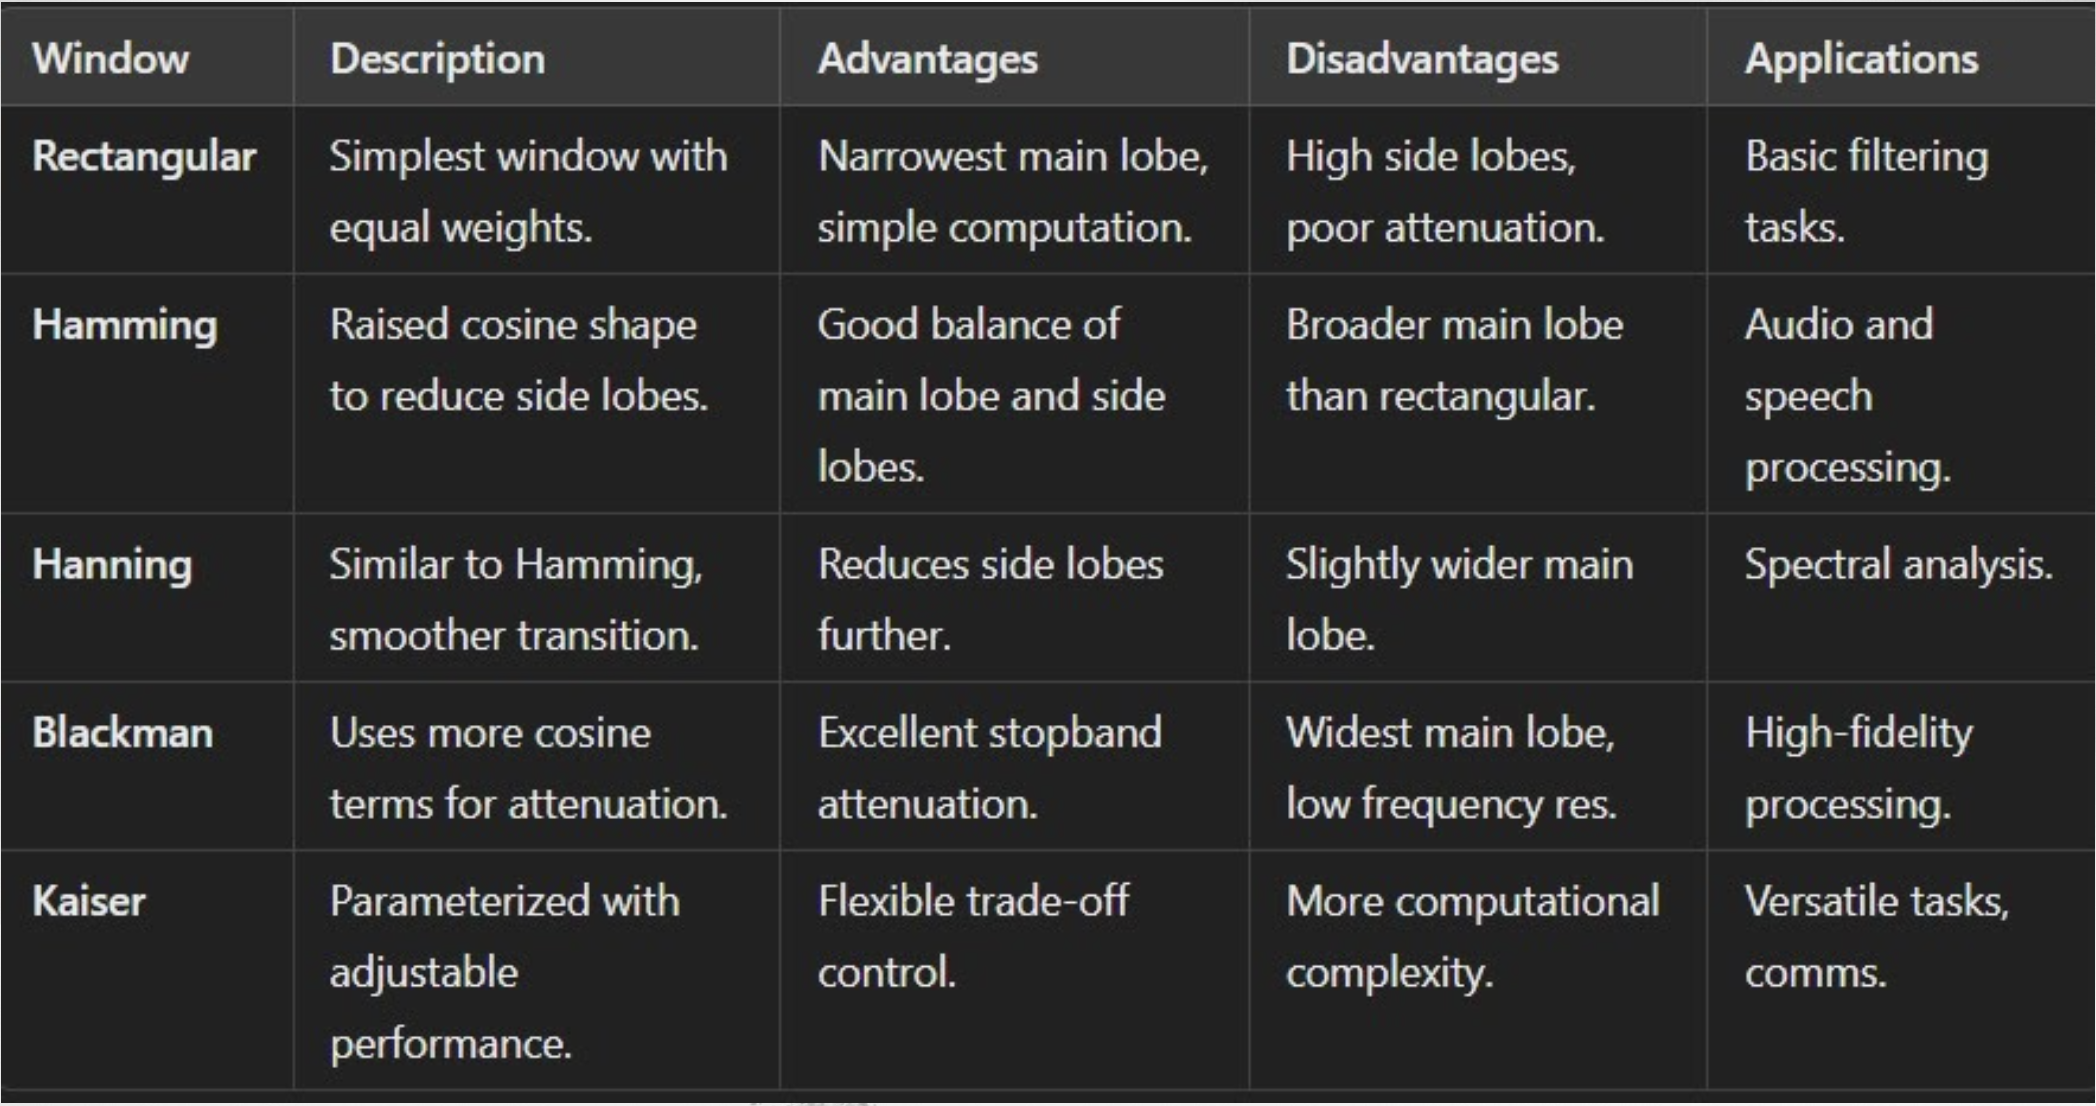 Window Description Advantages Disadvantages Applications
Rectangular Simplest window with Narrowest main lobe, High side lobes, Basic filtering
equal weights. simple computation. poor attenuation. tasks.
Hamming Raised cosine shape Good balance of Broader main lobe Audio and
to reduce side lobes. main lobe and side than rectangular. speech
lobes. processing.
Hanning Similar to Hamming, Reduces side lobes Slightly wider main Spectral analysis.
smoother transition. further. lobe.
Blackman Uses more cosine Excellent stopband Widest main lobe, High-fidelity
terms for attenuation. attenuation. low frequency res. processing.
Kaiser Parameterized with Flexible trade-off More computational Versatile tasks,
adjustable control. complexity. comms.
performance.